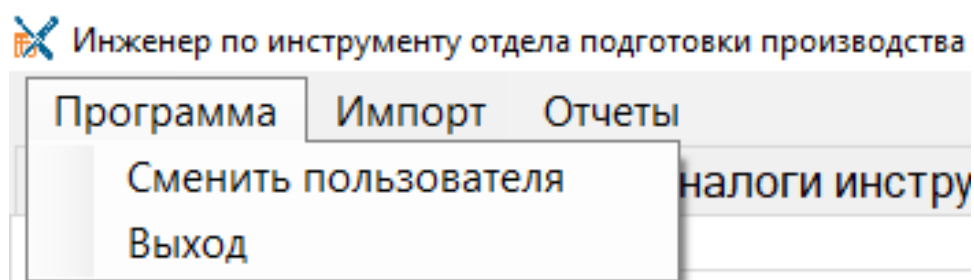 Инженер по инструменту отдела подготовки производства
Программа Импорт Отчеты
Сменить пользователя
Выход